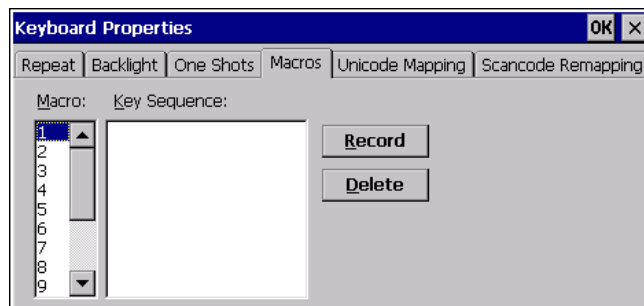 Keyboard Properties OK ×
Repeat Backlight One Shots Macros Unicode Mapping Scancode Remapping
Macro: Key Sequence:
1
2
3
4
5
6
7
8
9
Record
Delete